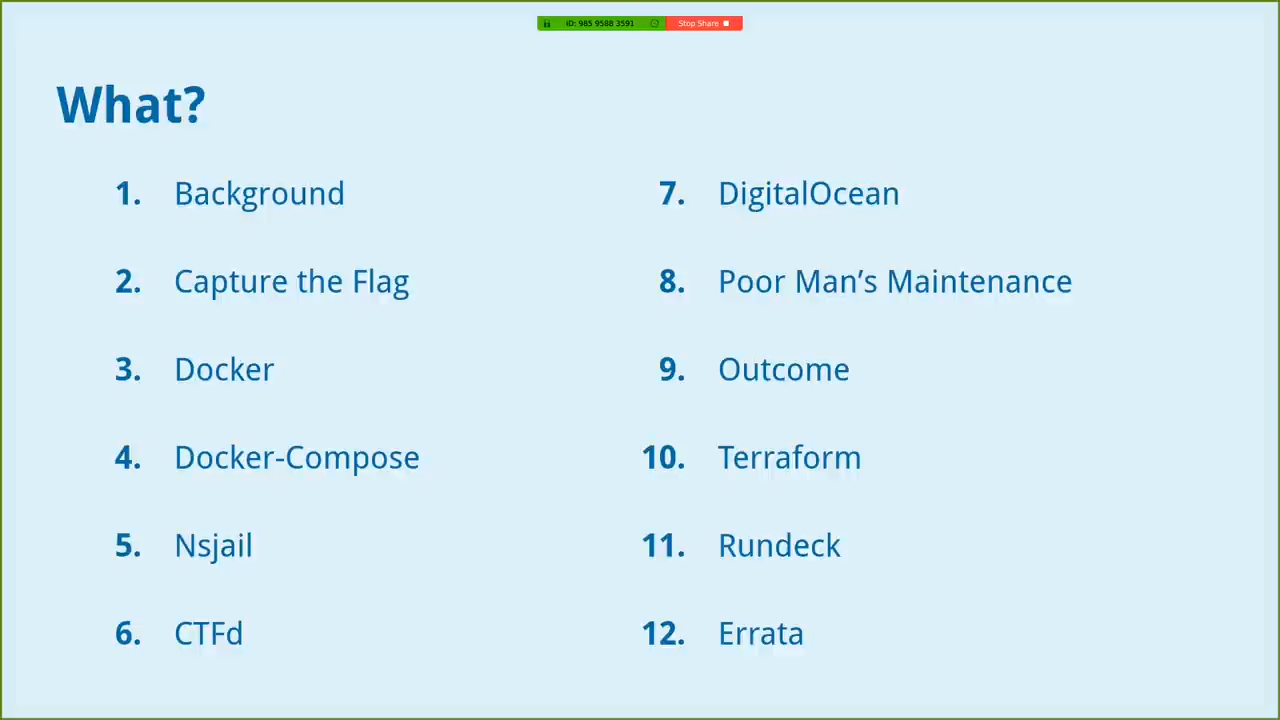 ID: 985 9588 3591 Stop Share
What?
1. Background
2. Capture the Flag
3. Docker
4. Docker-Compose
5. Nsjail
6. CTFd
7. DigitalOcean
8. Poor Man’s Maintenance
9. Outcome
10. Terraform
11. Rundeck
12. Errata